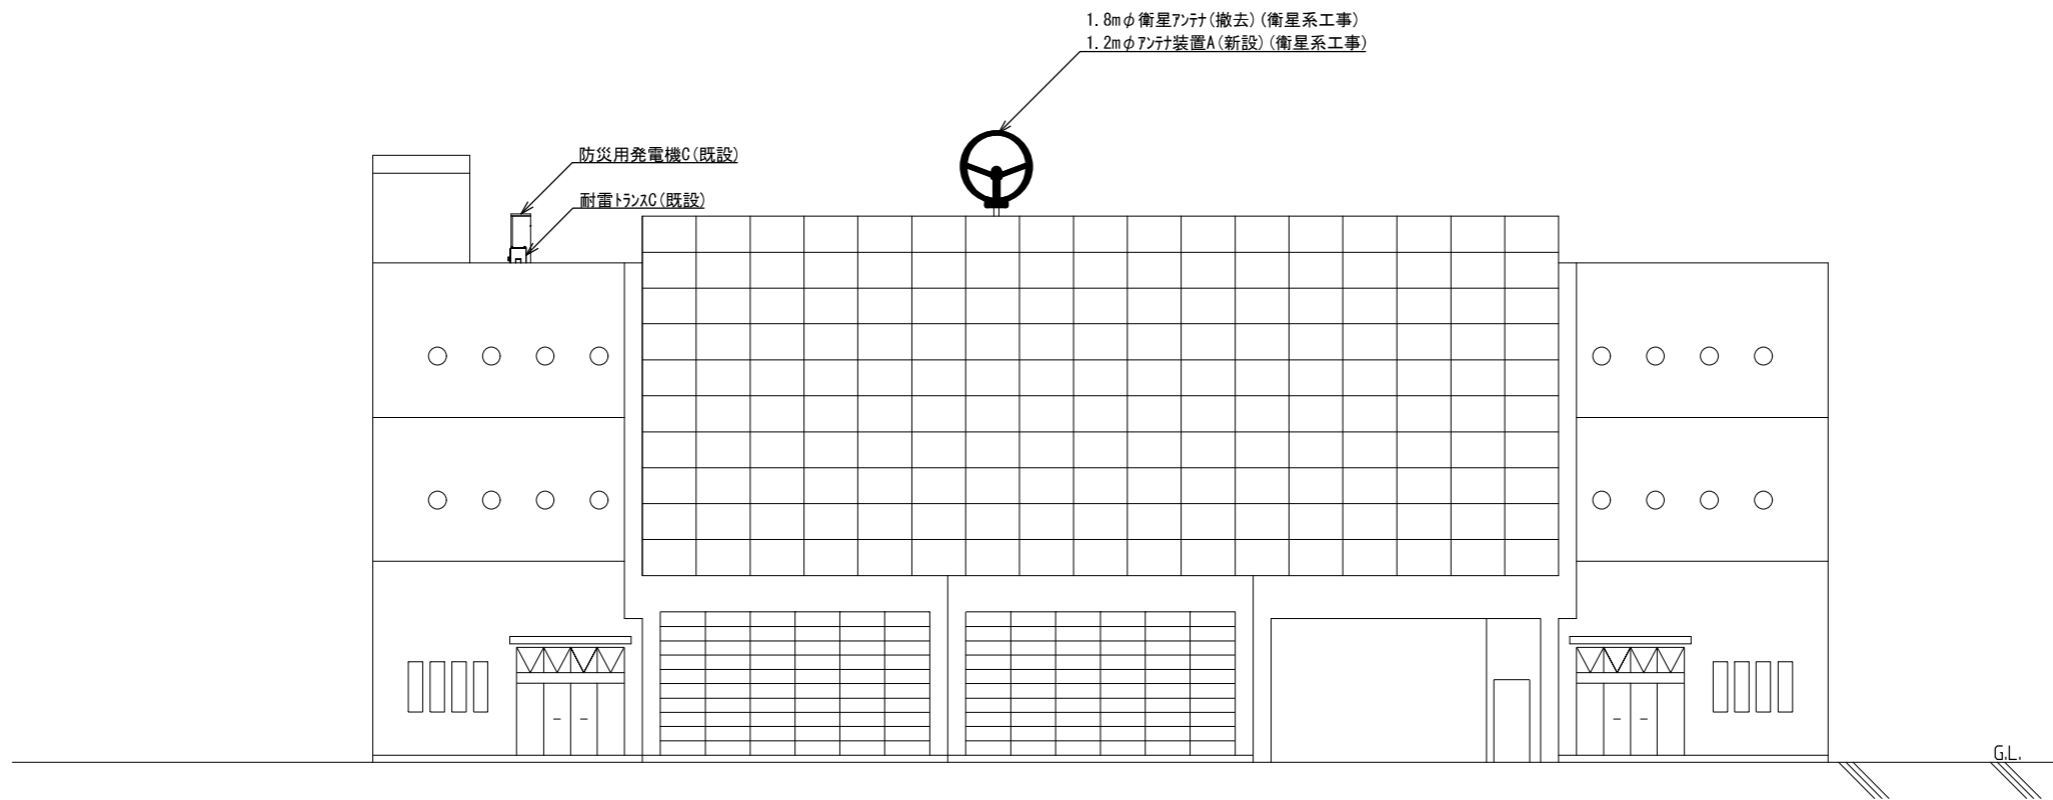 1.8mφ衛星ｱﾝﾃﾅ(撤去)(衛星系工事)
1.2mφｱﾝﾃﾅ装置A(新設)(衛星系工事)
防災用発電機C(既設)
耐雷ﾄﾗﾝｽC(既設)
G.L.